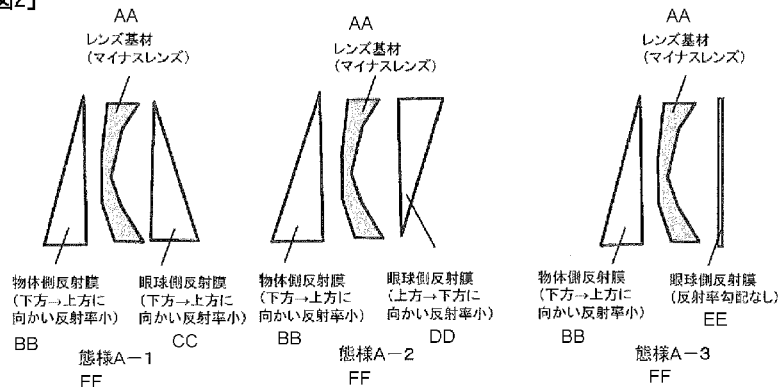 図2]
AA
レンズ基材
(マイナスレンズ)
物体側反射膜
(下方→上方に
向かい反射率小)
BB
眼球側反射膜
(下方→上方に
向かい反射率小)
CC
態様A-1
FF
AA
レンズ基材
(マイナスレンズ)
物体側反射膜
(下方→上方に
向かい反射率小)
BB
眼球側反射膜
(上方→下方に
向かい反射率小)
DD
態様A-2
FF
AA
レンズ基材
(マイナスレンズ)
物体側反射膜
(下方→上方に
向かい反射率小)
BB
眼球側反射膜
(反射率勾配なし)
EE
態様A-3
FF